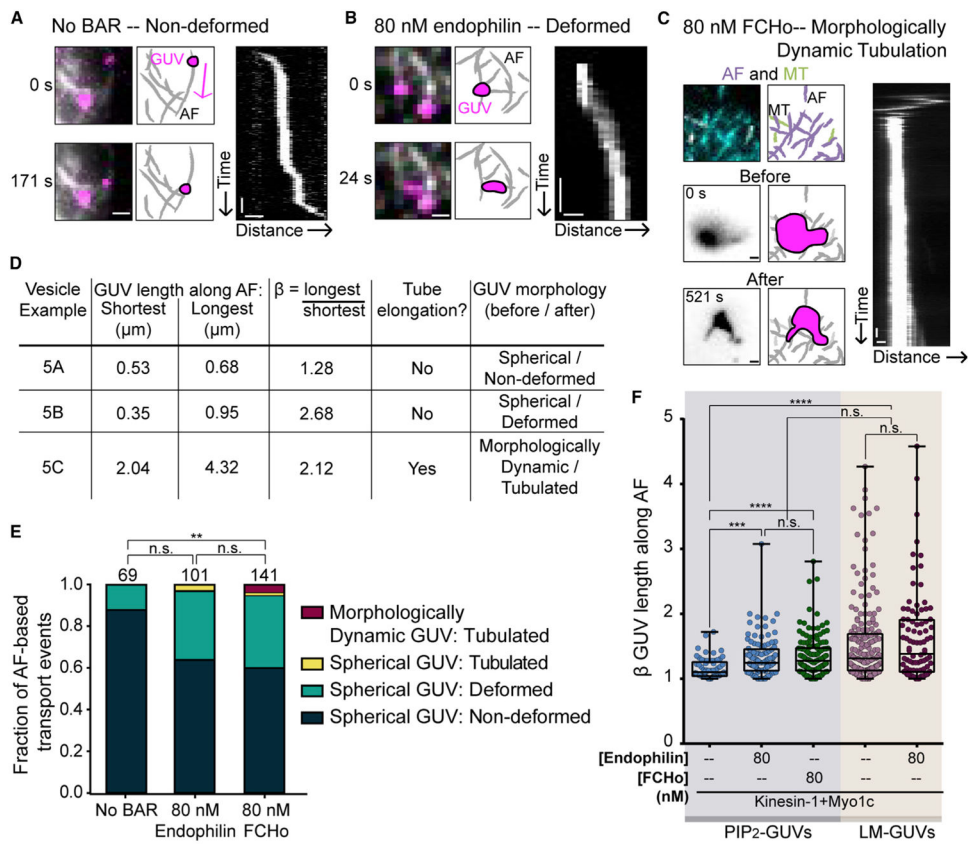 A
No BAR -- Non-deformed
0 s
GUV
AF
171 s
Time
Distance
B
80 nM endophilin -- Deformed
0 s
AF
GUV
24 s
Time
Distance
C
80 nM FCHo-- Morphologically
Dynamic Tubulation
AF and MT
AF
MT
Before
0 s
After
521 s
Time
Distance
D
Vesicle Example
GUV length along AF:
Shortest (µm)
Longest (µm)
β = longest / shortest
Tube elongation?
GUV morphology (before / after)
5A 0.53 0.68 1.28 No Spherical / Non-deformed
5B 0.35 0.95 2.68 No Spherical / Deformed
5C 2.04 4.32 2.12 Yes Morphologically Dynamic / Tubulated
E
**
n.s. n.s.
69 101 141
Fraction of AF-based
transport events
1.0
0.8
0.6
0.4
0.2
0.0
No BAR
80 nM Endophilin
80 nM FCHo
Morphologically
Dynamic GUV: Tubulated
Spherical GUV: Tubulated
Spherical GUV: Deformed
Spherical GUV: Non-deformed
F
****
n.s.
n.s.
****
*** n.s.
β GUV length along AF
5
4
3
2
1
0
[Endophilin] -- 80 -- -- 80
[FCHo] -- -- 80 -- --
(nM)
Kinesin-1+Myo1c
PIP₂-GUVs LM-GUVs